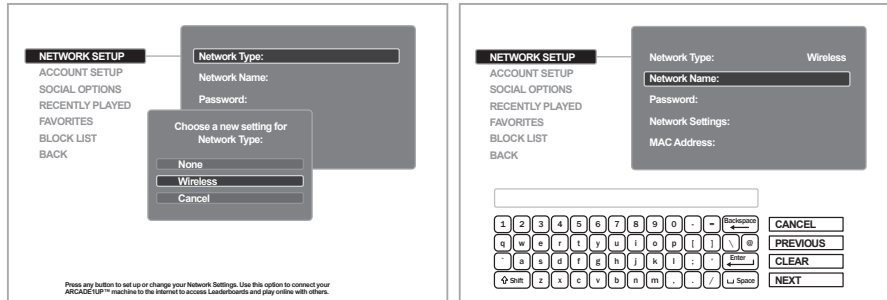 NETWORK SETUP
ACCOUNT SETUP
SOCIAL OPTIONS
RECENTLY PLAYED
FAVORITES
BLOCK LIST
BACK
Network Type:
Network Name:
Password:
Choose a new setting for
Network Type:
None
Wireless
Cancel
Press any button to set up or change your Network Settings. Use this option to connect your
ARCADE1UP™ machine to the internet to access Leaderboards and play online with others.
NETWORK SETUP
ACCOUNT SETUP
SOCIAL OPTIONS
RECENTLY PLAYED
FAVORITES
BLOCK LIST
BACK
Network Type: Wireless
Network Name:
Password:
Network Settings:
MAC Address:
1 2 3 4 5 6 7 8 9 0 - = Backspace
q w e r t y u i o p [ ] \ @
` a s d f g h j k l ; ' Enter
Shift z x c v b n m , . / Space
CANCEL
PREVIOUS
CLEAR
NEXT